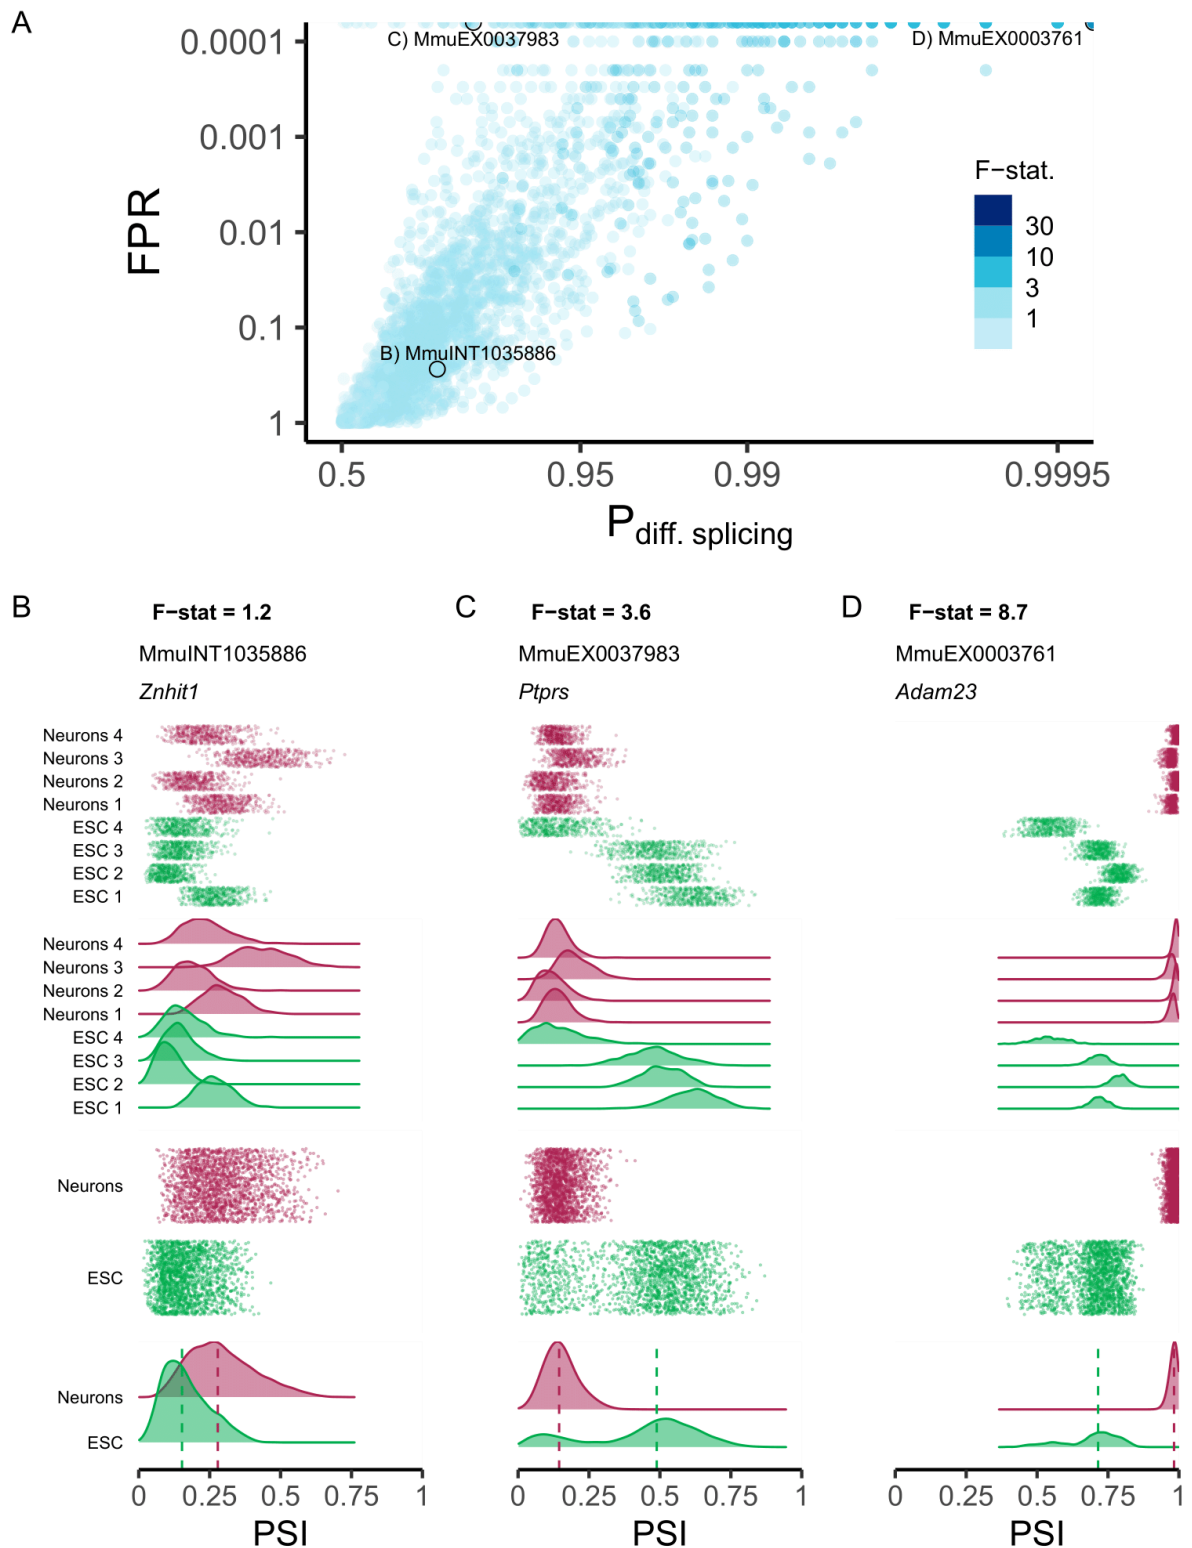 A
0.0001
C) MmuEX0037983
D) MmuEX0003761
0.001
0.01
0.1
1
FPR
B) MmuINT1035886
F−stat.
30
10
3
1
0.5
0.95
0.99
0.9995
P diff. splicing
B
F−stat = 1.2
MmuINT1035886
Znhit1
C
F−stat = 3.6
MmuEX0037983
Ptprs
D
F−stat = 8.7
MmuEX0003761
Adam23
Neurons 4
Neurons 3
Neurons 2
Neurons 1
ESC 4
ESC 3
ESC 2
ESC 1
Neurons 4
Neurons 3
Neurons 2
Neurons 1
ESC 4
ESC 3
ESC 2
ESC 1
Neurons
ESC
Neurons
ESC
0 0.25 0.5 0.75 1
PSI
0 0.25 0.5 0.75 1
PSI
0 0.25 0.5 0.75 1
PSI